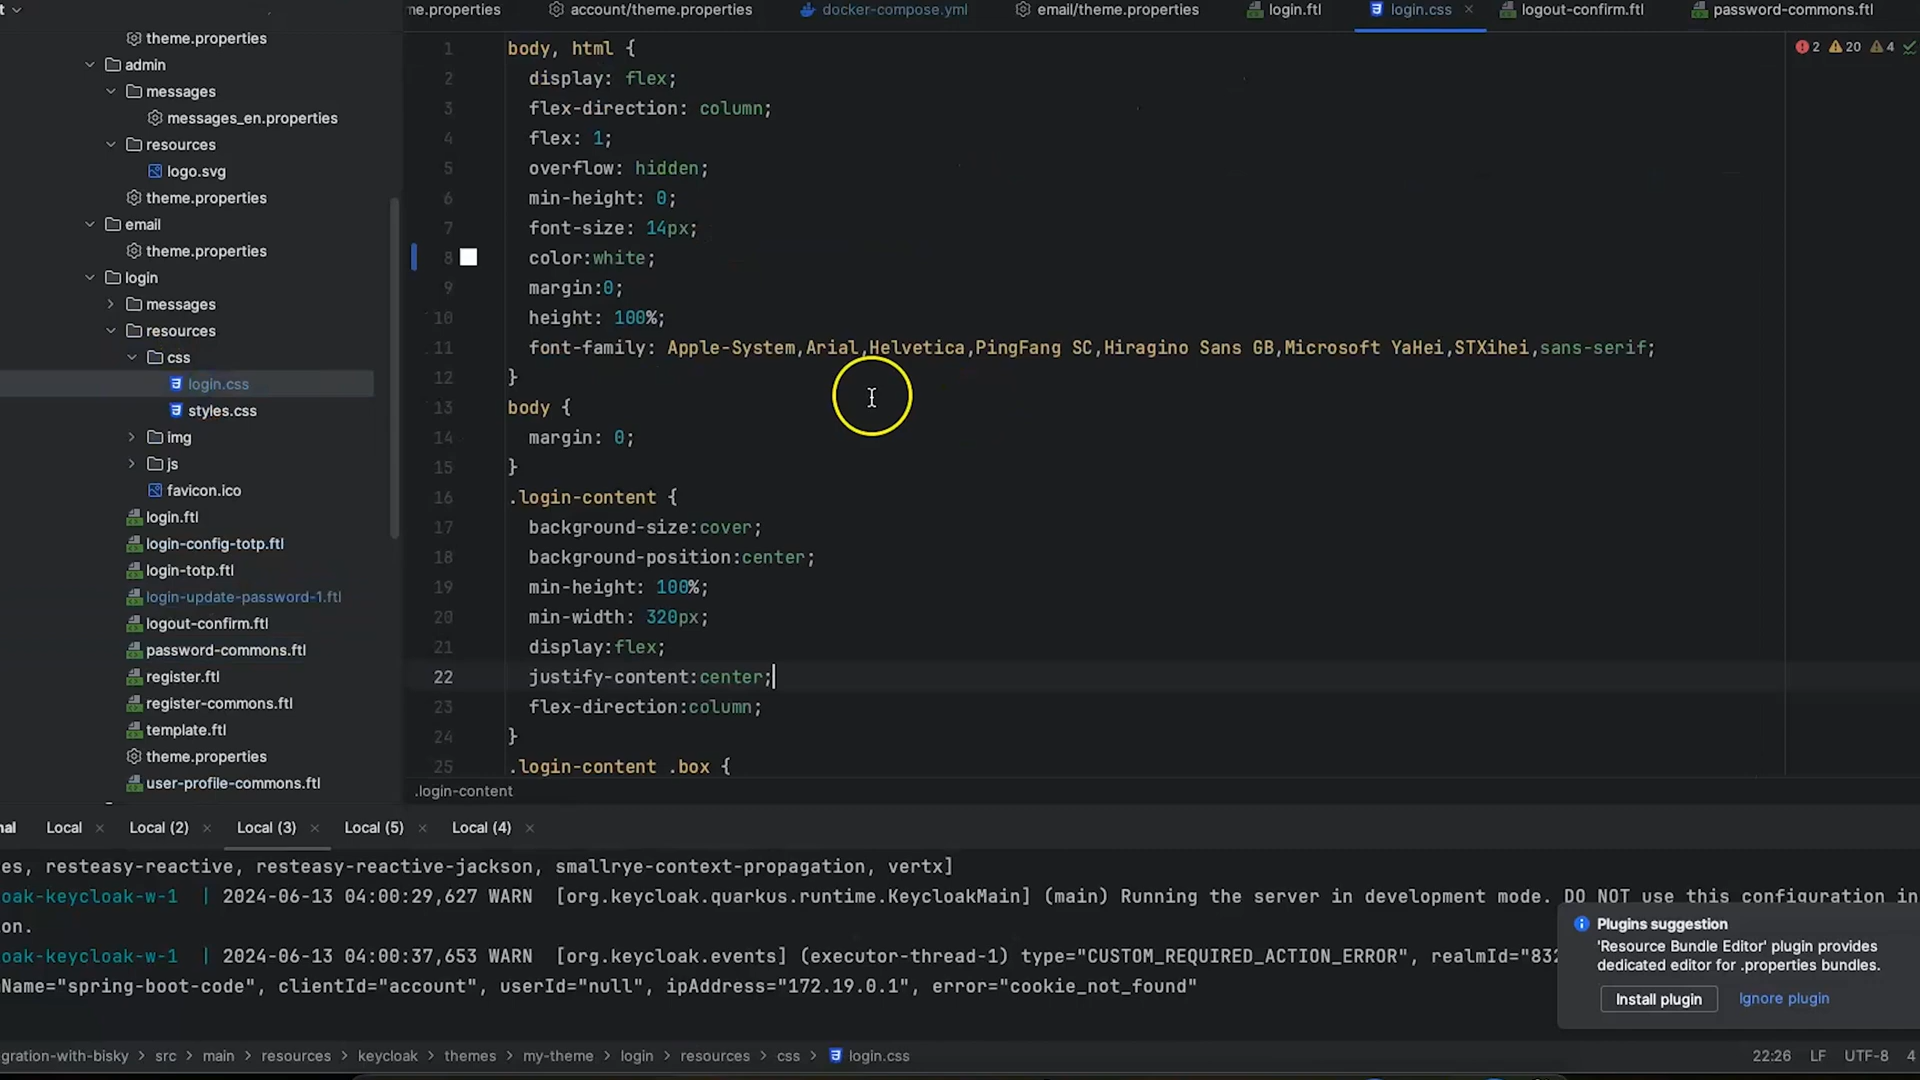 t
me.properties
account/theme.properties
docker-compose.yml
email/theme.properties
login.ftl
login.css
logout-confirm.ftl
password-commons.ftl
theme.properties
admin
messages
messages_en.properties
resources
logo.svg
theme.properties
email
theme.properties
login
messages
resources
css
login.css
styles.css
img
js
favicon.ico
login.ftl
login-config-totp.ftl
login-totp.ftl
login-update-password-1.ftl
logout-confirm.ftl
password-commons.ftl
register.ftl
register-commons.ftl
template.ftl
theme.properties
user-profile-commons.ftl
2 20 4
1 body, html {
2 display: flex;
3 flex-direction: column;
4 flex: 1;
5 overflow: hidden;
6 min-height: 0;
7 font-size: 14px;
8 color:white;
9 margin:0;
10 height: 100%;
11 font-family: Apple-System,Arial,Helvetica,PingFang SC,Hiragino Sans GB,Microsoft YaHei,STXihei,sans-serif;
12 }
13 body {
14 margin: 0;
15 }
16 .login-content {
17 background-size:cover;
18 background-position:center;
19 min-height: 100%;
20 min-width: 320px;
21 display:flex;
22 justify-content:center;
23 flex-direction:column;
24 }
25 .login-content .box {
.login-content
nal Local Local (2) Local (3) Local (5) Local (4)
es, resteasy-reactive, resteasy-reactive-jackson, smallrye-context-propagation, vertx]
oak-keycloak-w-1 | 2024-06-13 04:00:29,627 WARN [org.keycloak.quarkus.runtime.KeycloakMain] (main) Running the server in development mode. DO NOT use this configuration in
on.
oak-keycloak-w-1 | 2024-06-13 04:00:37,653 WARN [org.keycloak.events] (executor-thread-1) type="CUSTOM_REQUIRED_ACTION_ERROR", realmId="832
mName="spring-boot-code", clientId="account", userId="null", ipAddress="172.19.0.1", error="cookie_not_found"
Plugins suggestion
'Resource Bundle Editor' plugin provides
dedicated editor for .properties bundles.
Install plugin Ignore plugin
gration-with-bisky > src > main > resources > keycloak > themes > my-theme > login > resources > css > login.css
22:26 LF UTF-8 4